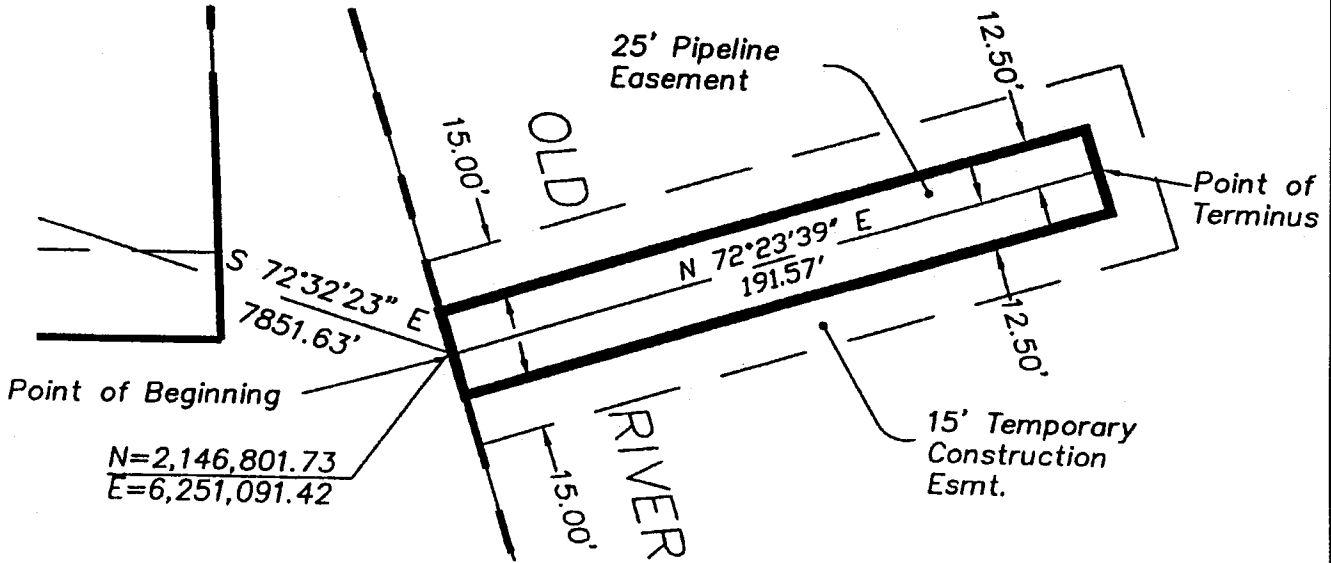 12.50'
25' Pipeline
Easement
15.00'
OLD
Point of
Terminus
S 72°32'23" E
7851.63'
N 72°23'39" E
191.57'
Point of Beginning
12.50'
N=2,146,801.73
E=6,251,091.42
15.00'
RIVER
15' Temporary
Construction
Esmt.